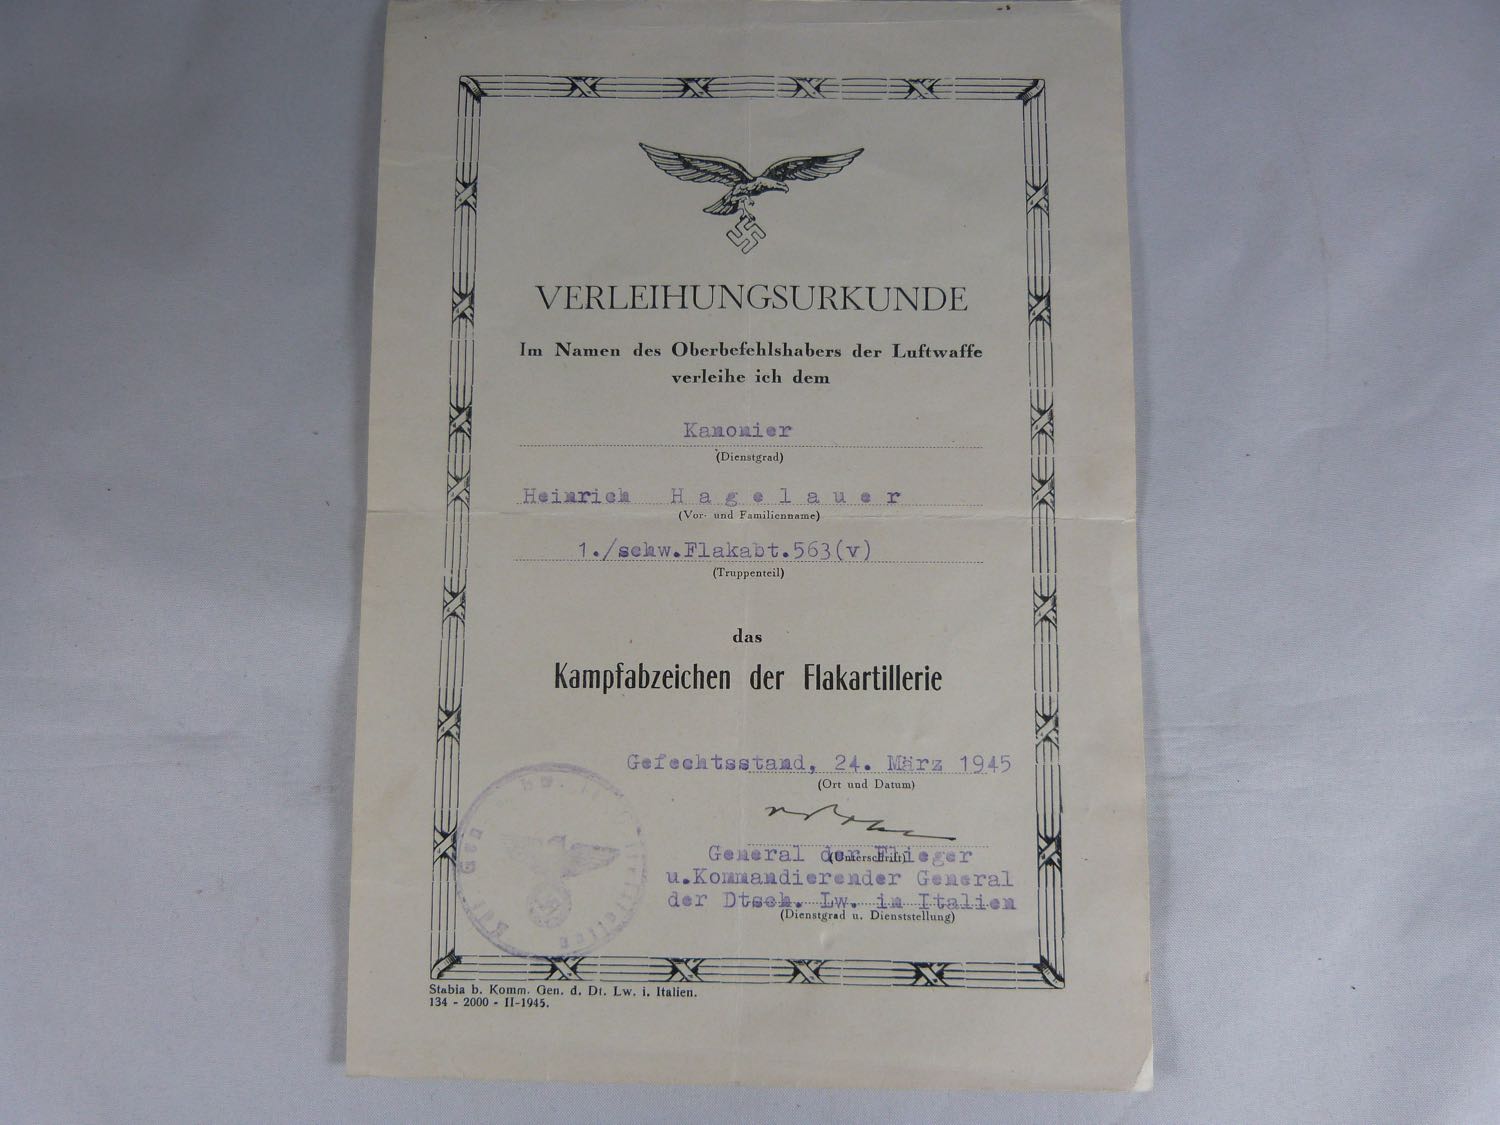 VERLEIHUNGSURKUNDE
Im Namen des Oberbefehlshabers der Luftwaffe
verleihe ich dem
Kanonier
(Dienstgrad)
Heinrich Hagelauer
(Vor- und Familienname)
1./schw.Flakabt.563(v)
(Truppenteil)
das
Kampfabzeichen der Flakartillerie
Gefechtsstand, 24. März 1945
(Ort und Datum)
General der Flieger
(Unterschrift)
u.Kommandierender General
der Dtsch. Lw. in Italien
(Dienstgrad u. Dienststellung)
Stabia b. Komm. Gen. d. Dt. Lw. i. Italien.
134 - 2000 - II-1945.